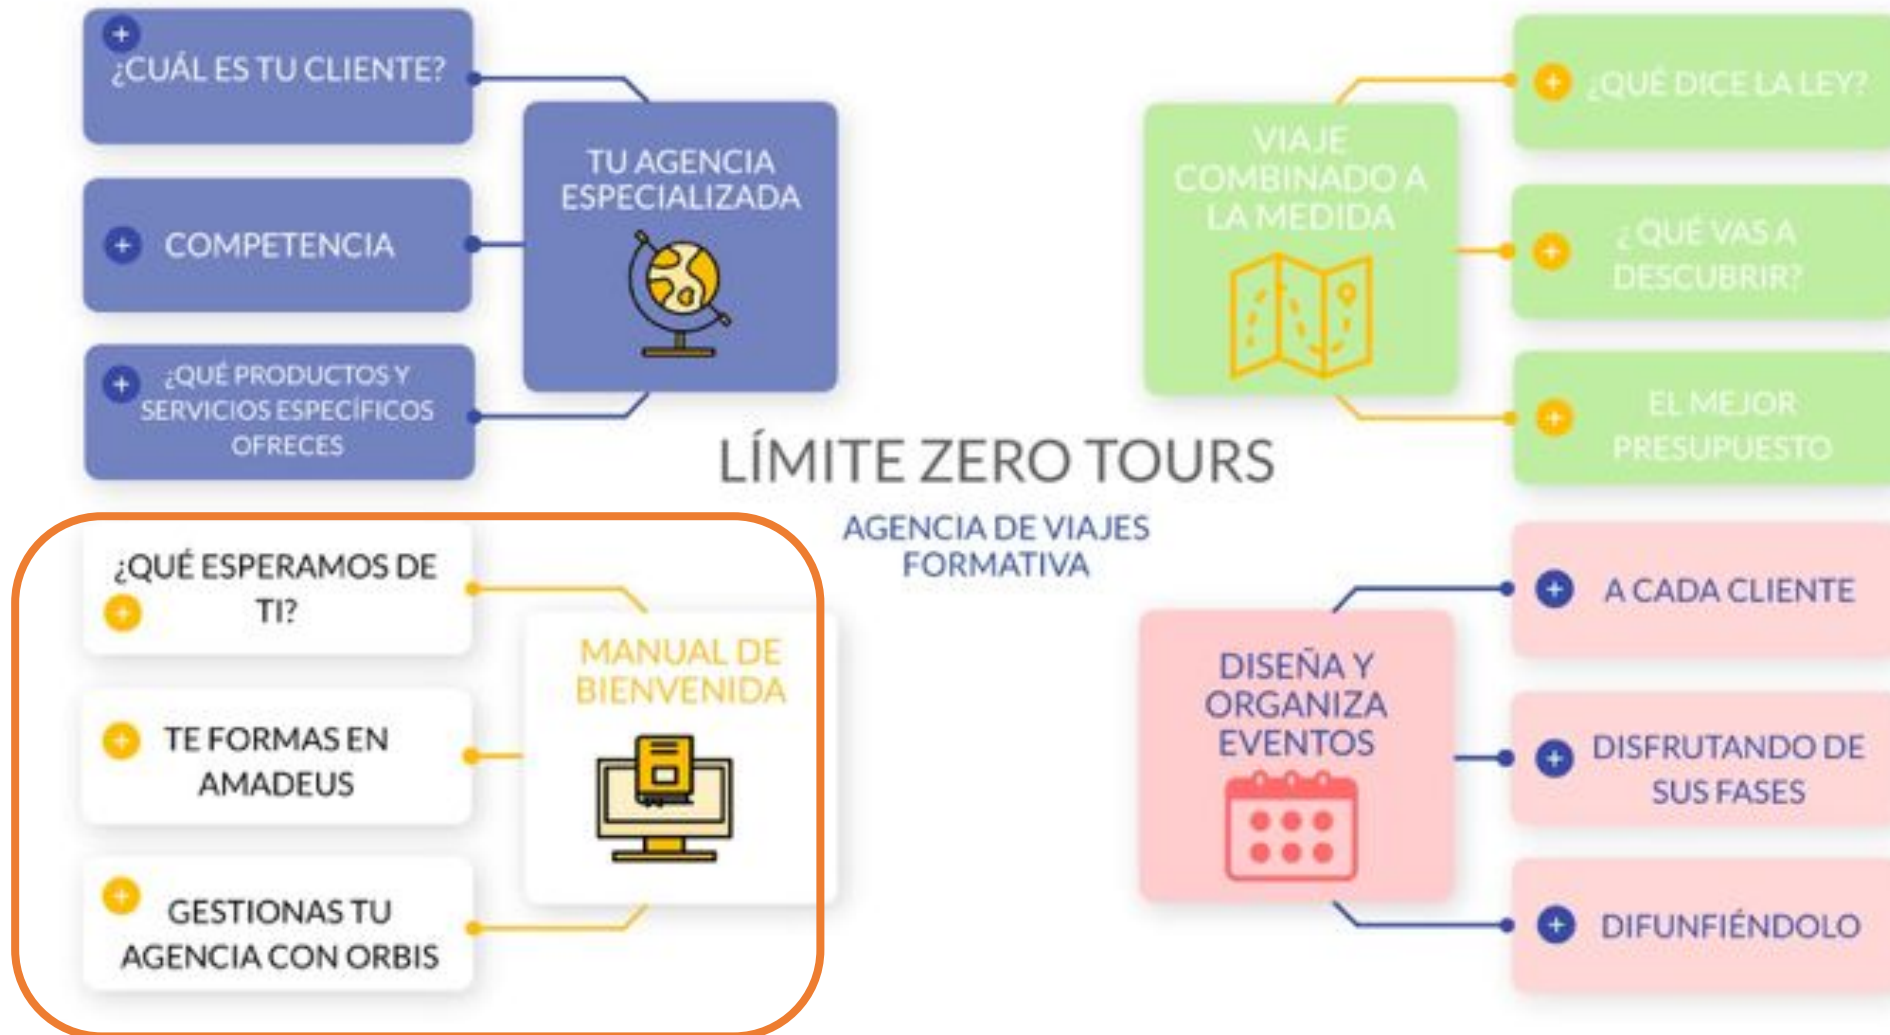 ¿CUÁL ES TU CLIENTE?
COMPETENCIA
¿QUÉ PRODUCTOS Y
SERVICIOS ESPECÍFICOS
OFRECES
TU AGENCIA
ESPECIALIZADA
VIAJE
COMBINADO A
LA MEDIDA
¿QUÉ DICE LA LEY?
¿ QUÉ VAS A
DESCUBRIR?
EL MEJOR
PRESUPUESTO
LÍMITE ZERO TOURS
AGENCIA DE VIAJES
FORMATIVA
¿QUÉ ESPERAMOS DE
TI?
TE FORMAS EN
AMADEUS
GESTIONAS TU
AGENCIA CON ORBIS
MANUAL DE
BIENVENIDA
DISEÑA Y
ORGANIZA
EVENTOS
A CADA CLIENTE
DISFRUTANDO DE
SUS FASES
DIFUNFIÉNDOLO